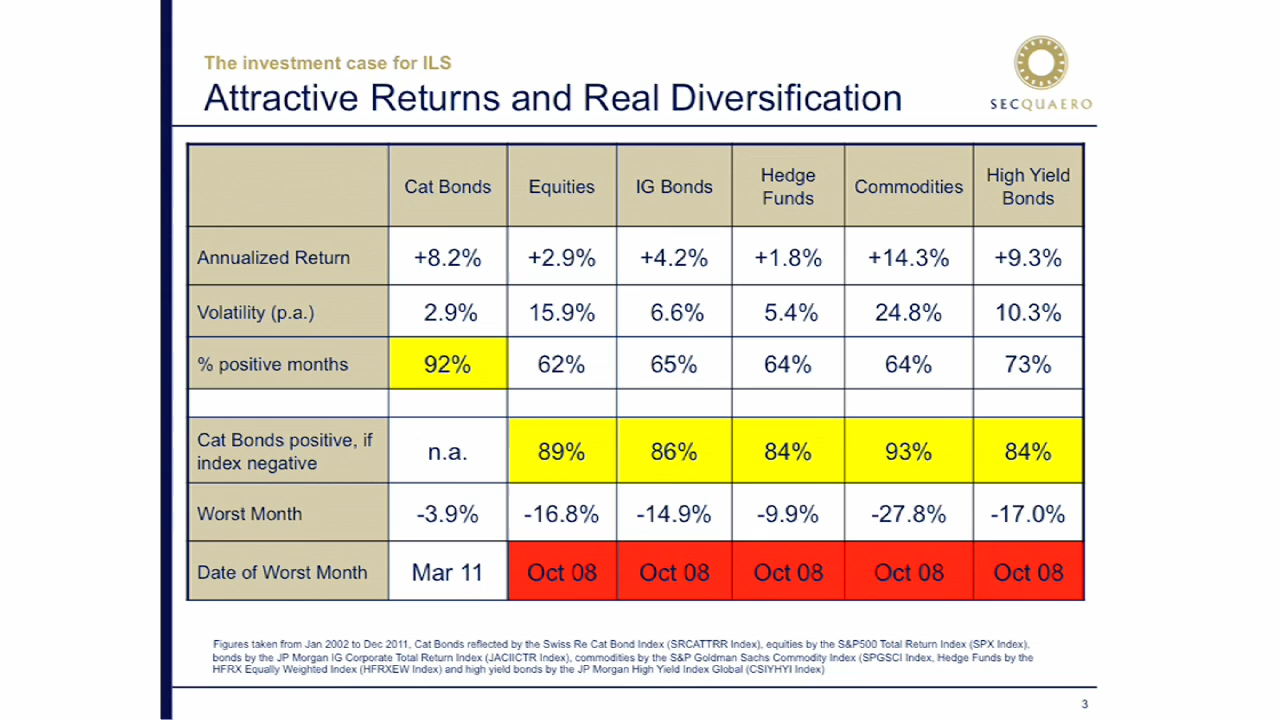 The investment case for ILS
Attractive Returns and Real Diversification
SECQUAERO
Cat Bonds Equities IG Bonds Hedge Funds Commodities High Yield Bonds
Annualized Return +8.2% +2.9% +4.2% +1.8% +14.3% +9.3%
Volatility (p.a.) 2.9% 15.9% 6.6% 5.4% 24.8% 10.3%
% positive months 92% 62% 65% 64% 64% 73%
Cat Bonds positive, if index negative n.a. 89% 86% 84% 93% 84%
Worst Month -3.9% -16.8% -14.9% -9.9% -27.8% -17.0%
Date of Worst Month Mar 11 Oct 08 Oct 08 Oct 08 Oct 08 Oct 08
Figures taken from Jan 2002 to Dec 2011, Cat Bonds reflected by the Swiss Re Cat Bond Index (SRCATTRR Index), equities by the S&P500 Total Return Index (SPX Index),
bonds by the JP Morgan IG Corporate Total Return Index (JACIICTR Index), commodities by the S&P Goldman Sachs Commodity Index (SPGSCI Index, Hedge Funds by the
HFRX Equally Weighted Index (HFRXEW Index) and high yield bonds by the JP Morgan High Yield Index Global (CSIYHYI Index)
3